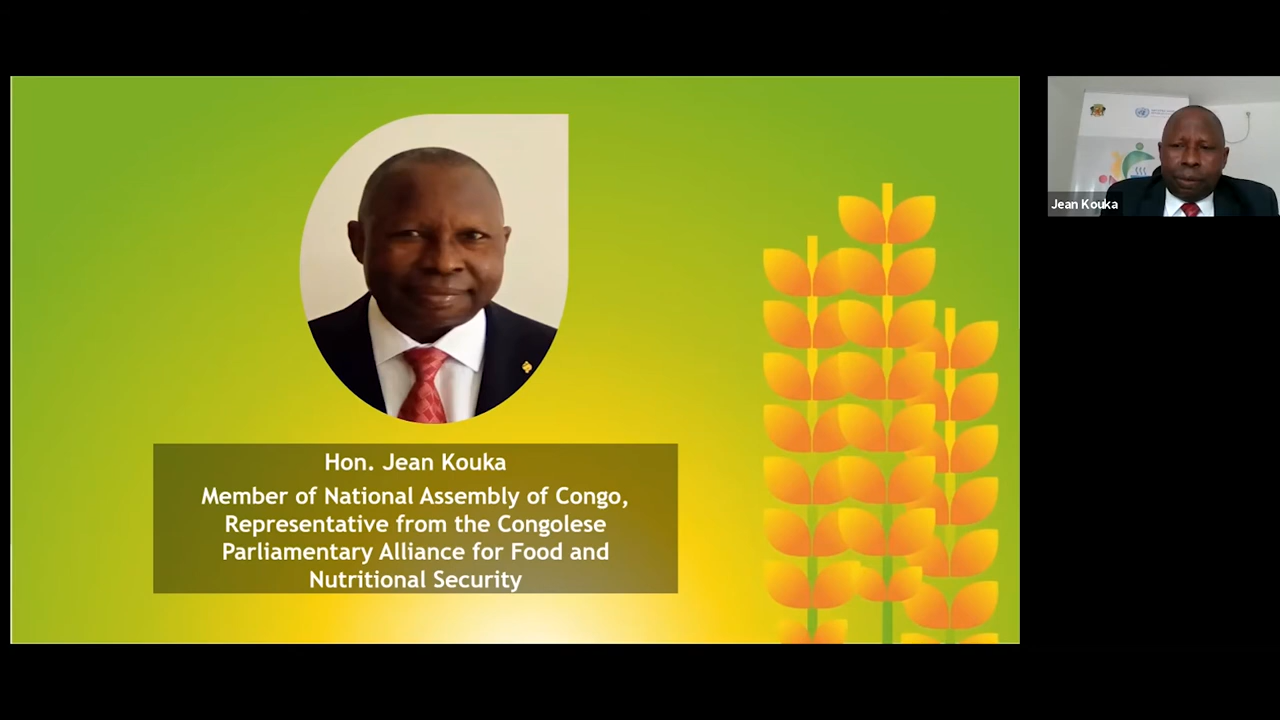 Hon. Jean Kouka
Member of National Assembly of Congo,
Representative from the Congolese
Parliamentary Alliance for Food and
Nutritional Security
Jean Kouka